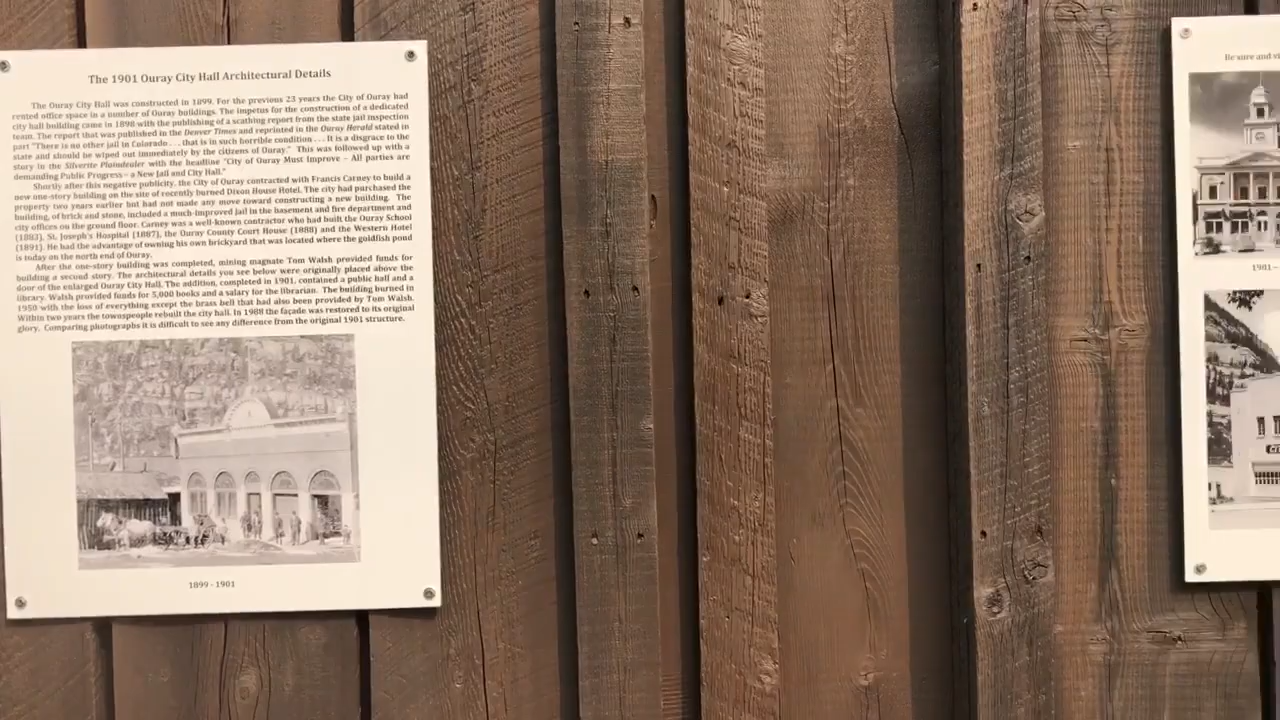 The 1901 Ouray City Hall Architectural Details
The Ouray City Hall was constructed in 1899. For the previous 23 years the City of Ouray had
rented office space in a number of Ouray buildings. The impetus for the construction of a dedicated
city hall building came in 1898 with the publishing of a scathing report from the state jail inspection
team. The report that was published in the Denver Times and reprinted in the Ouray Herald stated in
part "There is no other jail in Colorado . . . that is in such horrible condition . . . It is a disgrace to the
state and should be wiped out immediately by the citizens of Ouray." This was followed up with a
story in the Silverite Plaindealer with the headline "City of Ouray Must Improve – All parties are
demanding Public Progress – a New Jail and City Hall."
Shortly after this negative publicity, the City of Ouray contracted with Francis Carney to build a
new one-story building on the site of recently burned Dixon House Hotel. The city had purchased the
property two years earlier but had not made any move toward constructing a new building. The
building, of brick and stone, included a much-improved jail in the basement and fire department and
city offices on the ground floor. Carney was a well-known contractor who had built the Ouray School
(1883), St. Joseph's Hospital (1887), the Ouray County Court House (1888) and the Western Hotel
(1891). He had the advantage of owning his own brickyard that was located where the goldfish pond
is today on the north end of Ouray.
After the one-story building was completed, mining magnate Tom Walsh provided funds for
building a second story. The architectural details you see below were originally placed above the
door of the enlarged Ouray City Hall. The addition, completed in 1901, contained a public hall and a
library. Walsh provided funds for 5,000 books and a salary for the librarian. The building burned in
1950 with the loss of everything except the brass bell that had also been provided by Tom Walsh.
Within two years the townspeople rebuilt the city hall. In 1988 the façade was restored to its original
glory. Comparing photographs it is difficult to see any difference from the original 1901 structure.
1899 - 1901
Be sure and
1901 –